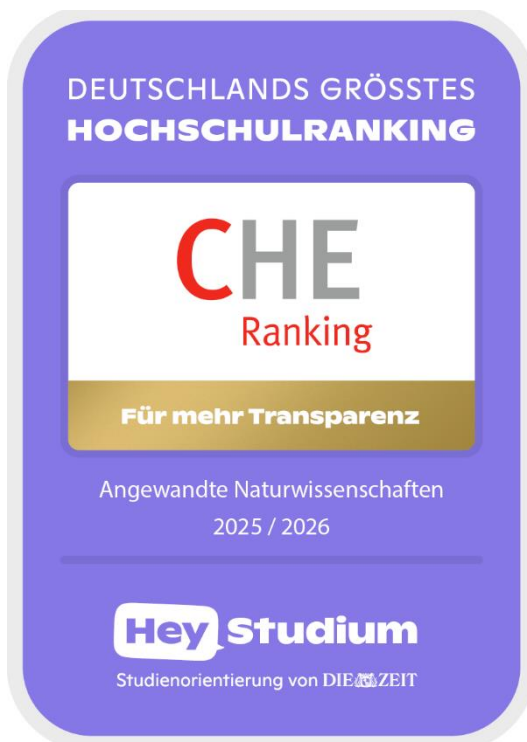 DEUTSCHLANDS GRÖSSTES
HOCHSCHULRANKING
CHE
Ranking
Für mehr Transparenz
Angewandte Naturwissenschaften
2025 / 2026
Hey Studium
Studienorientierung von DIE ZEIT